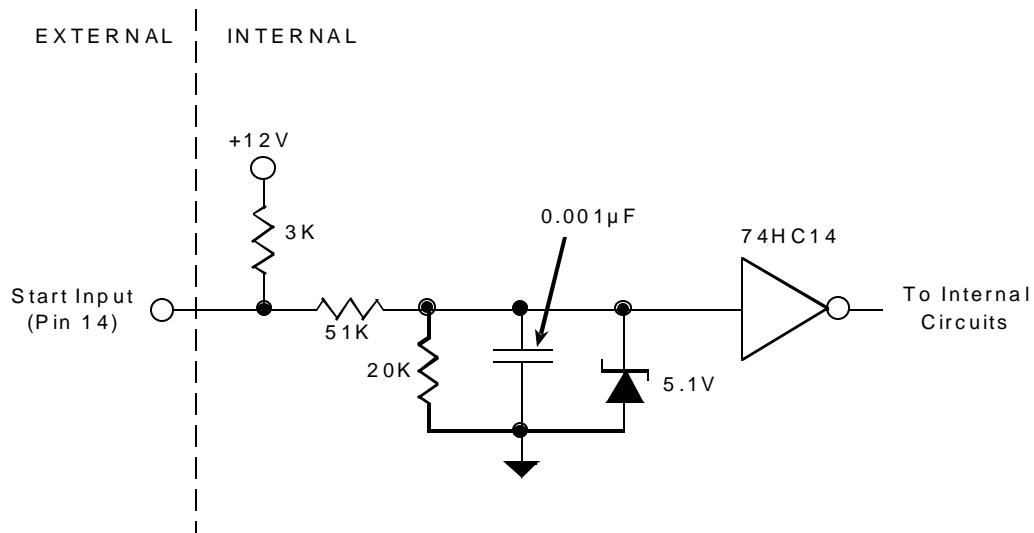 EXTERNAL
INTERNAL
+12V
3K
0.001µF
74HC14
Start Input
(Pin 14)
51K
20K
5.1V
To Internal
Circuits